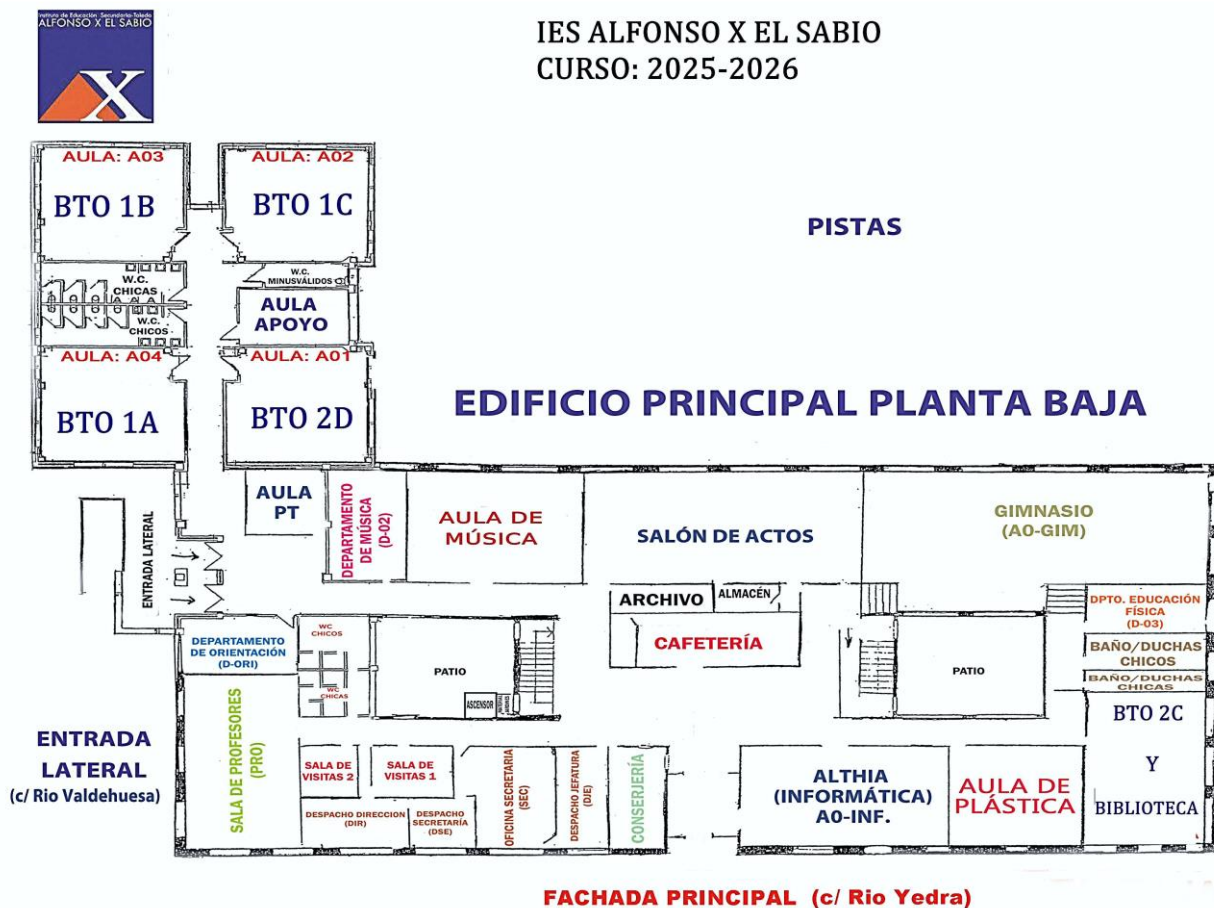 Instituto de Educación Secundaria-Toledo
ALFONSO X EL SABIO
X
IES ALFONSO X EL SABIO
CURSO: 2025-2026
AULA: A03
BTO 1B
AULA: A02
BTO 1C
PISTAS
W.C.
CHICAS
W.C.
MINUSVÁLIDOS
AULA
APOYO
W.C.
CHICOS
AULA: A04
BTO 1A
AULA: A01
BTO 2D
EDIFICIO PRINCIPAL PLANTA BAJA
AULA
PT
DEPARTAMENTO
DE MÚSICA
(D-02)
AULA DE
MÚSICA
SALÓN DE ACTOS
GIMNASIO
(A0-GIM)
ENTRADA LATERAL
ARCHIVO
ALMACÉN
DPTO. EDUCACIÓN
FÍSICA
(D-03)
DEPARTAMENTO
DE ORIENTACIÓN
(D-ORI)
WC
CHICOS
CAFETERÍA
BAÑO/DUCHAS
CHICOS
PATIO
PATIO
BAÑO/DUCHAS
CHICAS
WC
CHICAS
ASCENSOR
BTO 2C
Y
BIBLIOTECA
ENTRADA
LATERAL
(c/ Rio Valdehuesa)
SALA DE PROFESORES
(PRO)
SALA DE
VISITAS 2
SALA DE
VISITAS 1
OFICINA SECRETARIA
(SEC)
DESPACHO JEFATURA
(DJE)
CONSERJERÍA
ALTHIA
(INFORMÁTICA)
A0-INF.
AULA DE
PLÁSTICA
DESPACHO DIRECCION
(DIR)
DESPACHO
SECRETARÍA
(DSE)
FACHADA PRINCIPAL (c/ Rio Yedra)